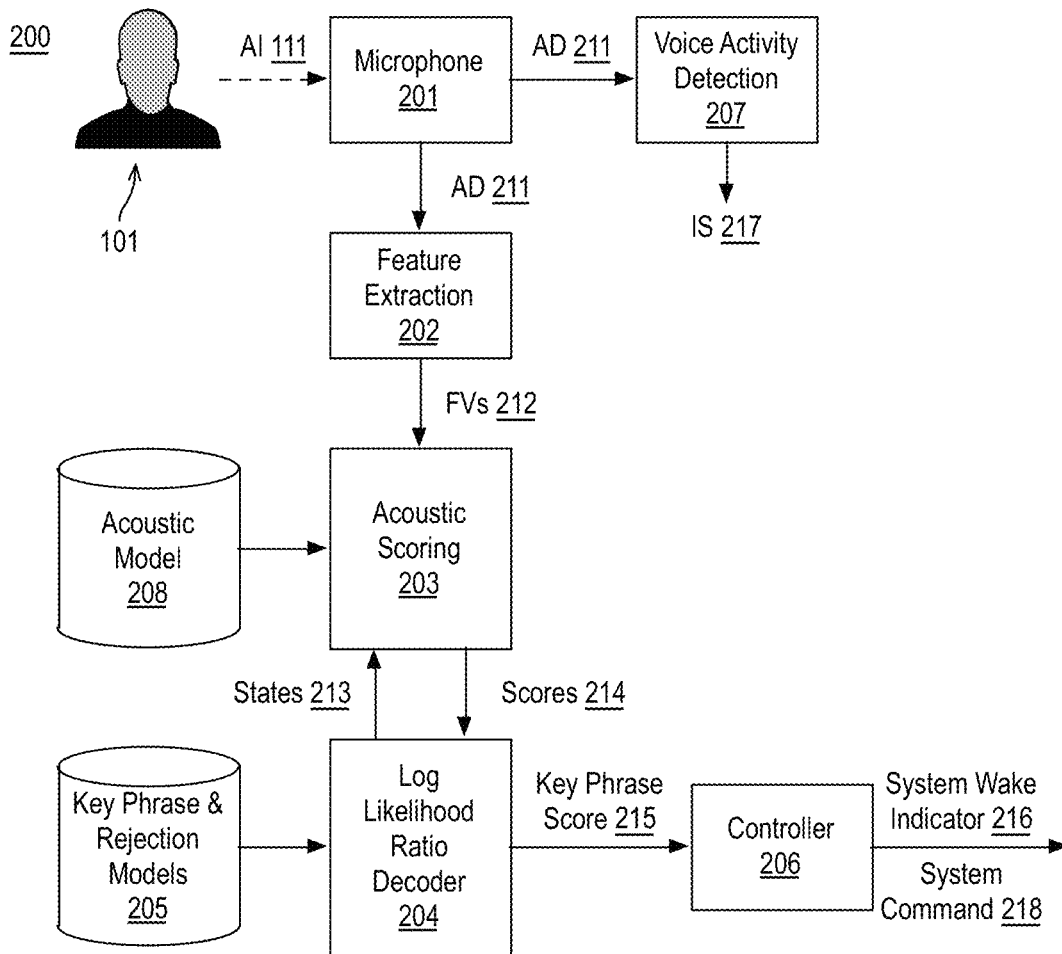 200
AI 111
Microphone
201
AD 211
Voice Activity
Detection
207
AD 211
IS 217
101
Feature
Extraction
202
FVs 212
Acoustic
Model
208
Acoustic
Scoring
203
States 213
Scores 214
Key Phrase &
Rejection
Models
205
Log
Likelihood
Ratio
Decoder
204
Key Phrase
Score 215
Controller
206
System Wake
Indicator 216
System
Command 218